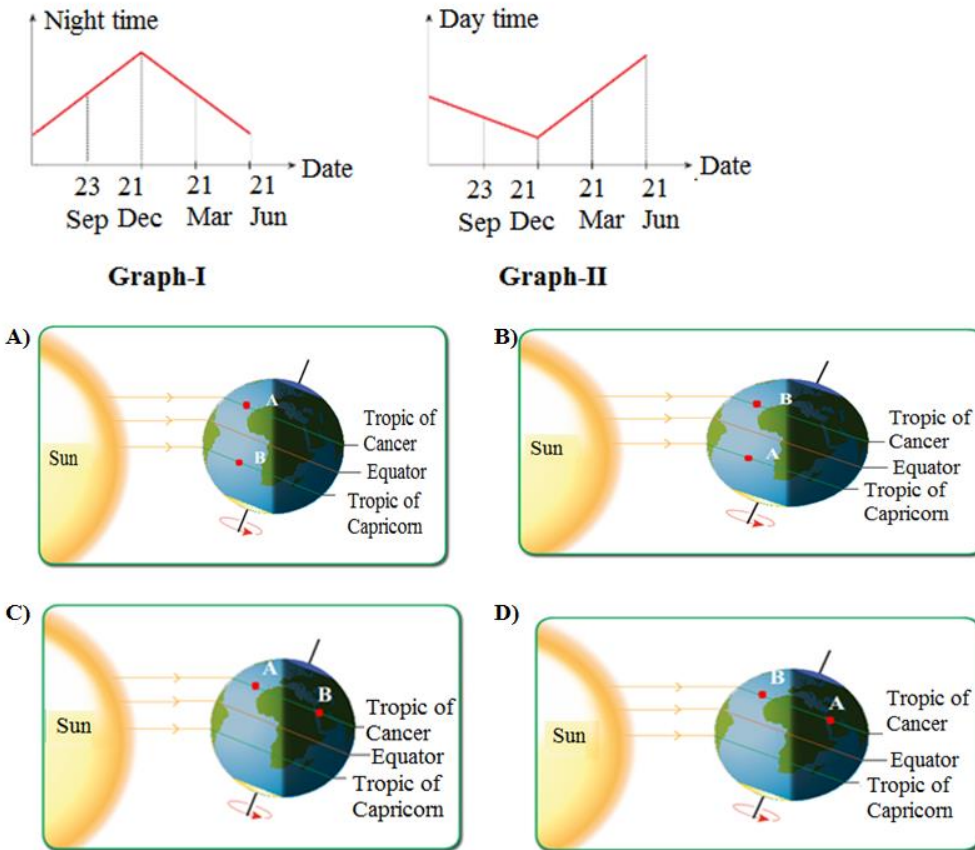 Night time
Date
23 21 21 21
Sep Dec Mar Jun
Graph-I
Day time
Date
23 21 21 21
Sep Dec Mar Jun
Graph-II
A)
Sun
A
B
Tropic of
Cancer
Equator
Tropic of
Capricorn
B)
Sun
B
A
Tropic of
Cancer
Equator
Tropic of
Capricorn
C)
Sun
A
B
Tropic of
Cancer
Equator
Tropic of
Capricorn
D)
Sun
B
A
Tropic of
Cancer
Equator
Tropic of
Capricorn